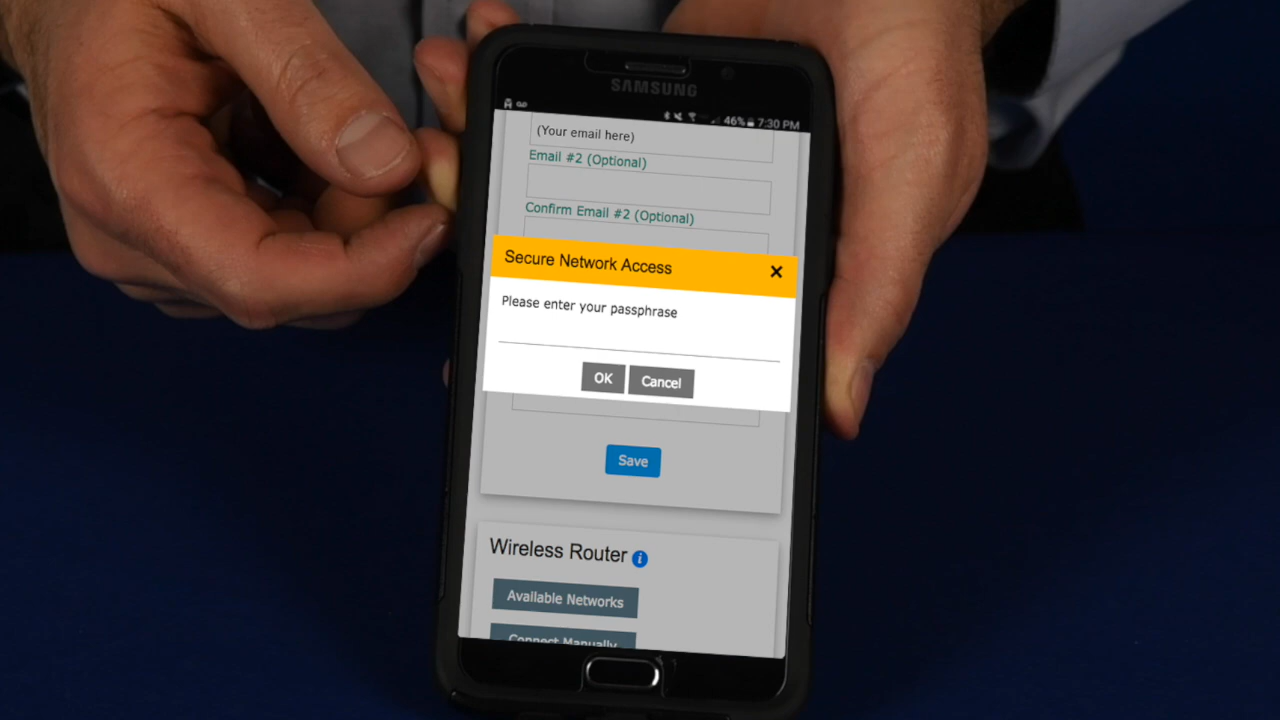 SAMSUNG
46% 7:30 PM
(Your email here)
Email #2 (Optional)
Confirm Email #2 (Optional)
Secure Network Access
Please enter your passphrase
OK Cancel
Save
Wireless Router
Available Networks
Connect Manually